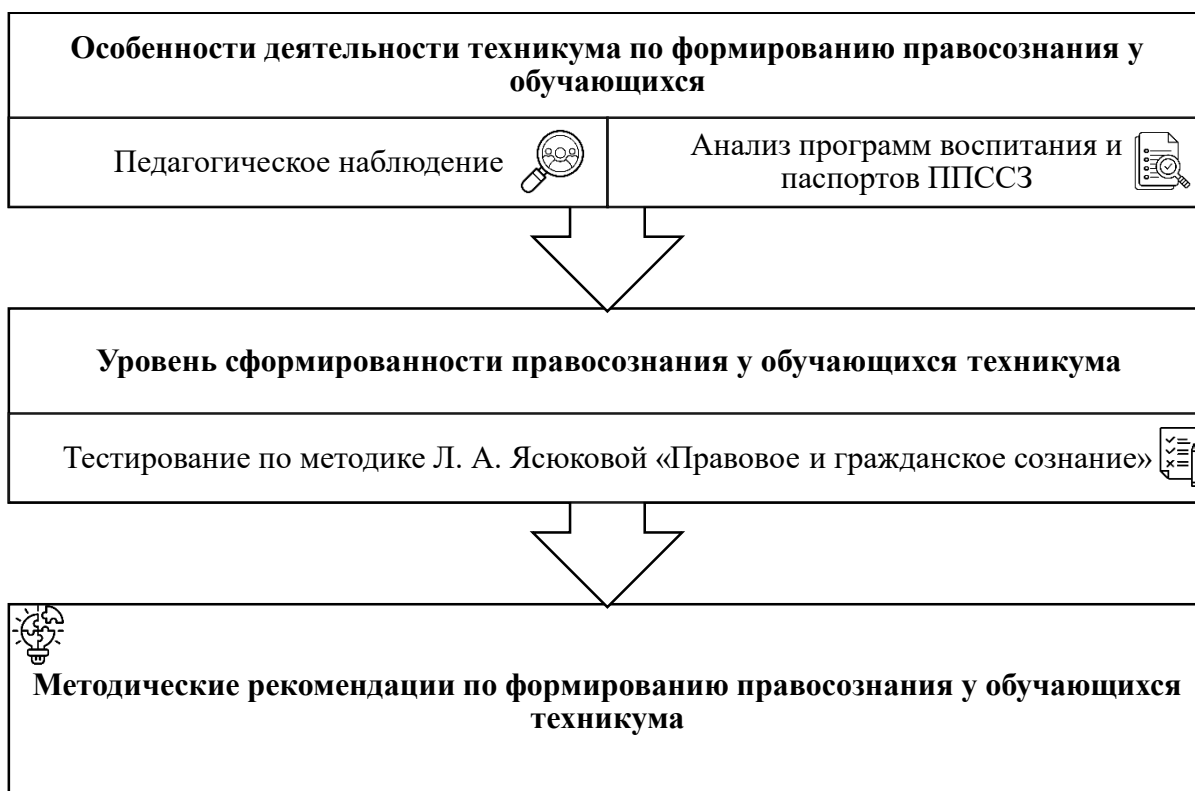 Особенности деятельности техникума по формированию правосознания у
обучающихся
Педагогическое наблюдение
Анализ программ воспитания и
паспортов ППССЗ
Уровень сформированности правосознания у обучающихся техникума
Тестирование по методике Л. А. Ясюковой «Правовое и гражданское сознание»
Методические рекомендации по формированию правосознания у обучающихся
техникума